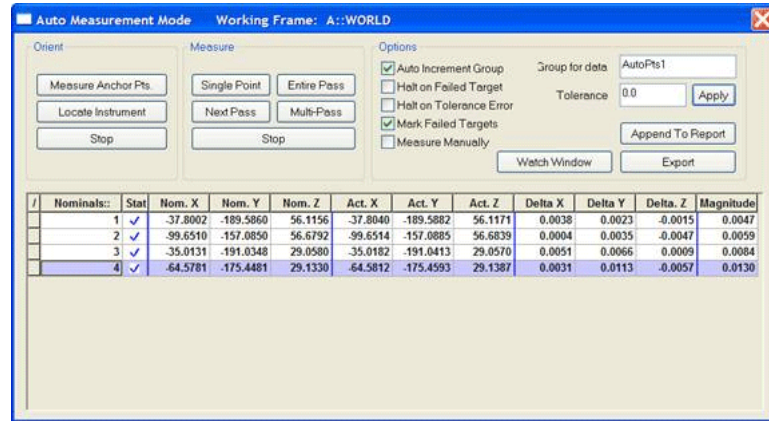 Auto Measurement Mode Working Frame: A::WORLD
Orient
Measure Anchor Pts.
Locate Instrument
Stop
Measure
Single Point Entire Pass
Next Pass Multi-Pass
Stop
Options
Auto Increment Group
Halt on Failed Target
Halt on Tolerance Error
Mark Failed Targets
Measure Manually
Group for data AutoPts1
Tolerance 0.0 Apply
Append To Report
Watch Window Export
/ Nominals:: Stat Nom. X Nom. Y Nom. Z Act. X Act. Y Act. Z Delta X Delta Y Delta. Z Magnitude
1 ✓ -37.8002 -189.5860 56.1156 -37.8040 -189.5882 56.1171 0.0038 0.0023 -0.0015 0.0047
2 ✓ -99.6510 -157.0850 56.6792 -99.6514 -157.0885 56.6839 0.0004 0.0035 -0.0047 0.0059
3 ✓ -35.0131 -191.0348 29.0580 -35.0182 -191.0413 29.0570 0.0051 0.0066 0.0009 0.0084
4 ✓ -64.5781 -175.4481 29.1330 -64.5812 -175.4593 29.1387 0.0031 0.0113 -0.0057 0.0130